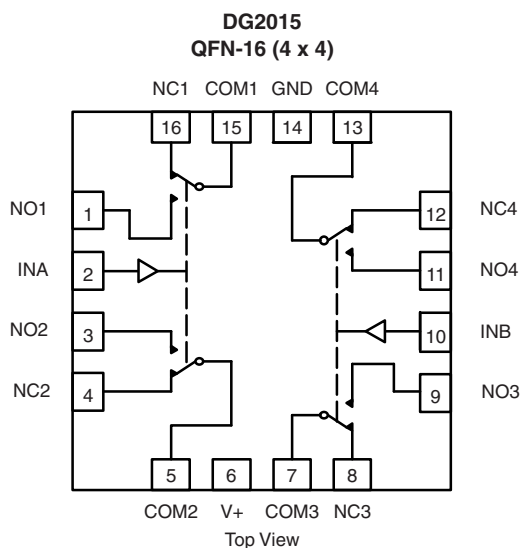 DG2015
QFN-16 (4 x 4)
NC1 COM1 GND COM4
16 15 14 13
NO1 1 12 NC4
INA 2 11 NO4
NO2 3 10 INB
NC2 4 9 NO3
5 6 7 8
COM2 V+ COM3 NC3
Top View